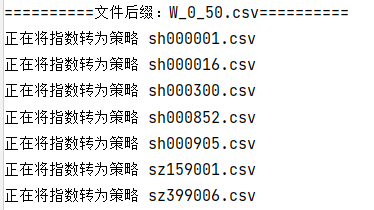 ==========文件后缀：W_0_50.csv==========
正在将指数转为策略 sh000001.csv
正在将指数转为策略 sh000016.csv
正在将指数转为策略 sh000300.csv
正在将指数转为策略 sh000852.csv
正在将指数转为策略 sh000905.csv
正在将指数转为策略 sz159001.csv
正在将指数转为策略 sz399006.csv